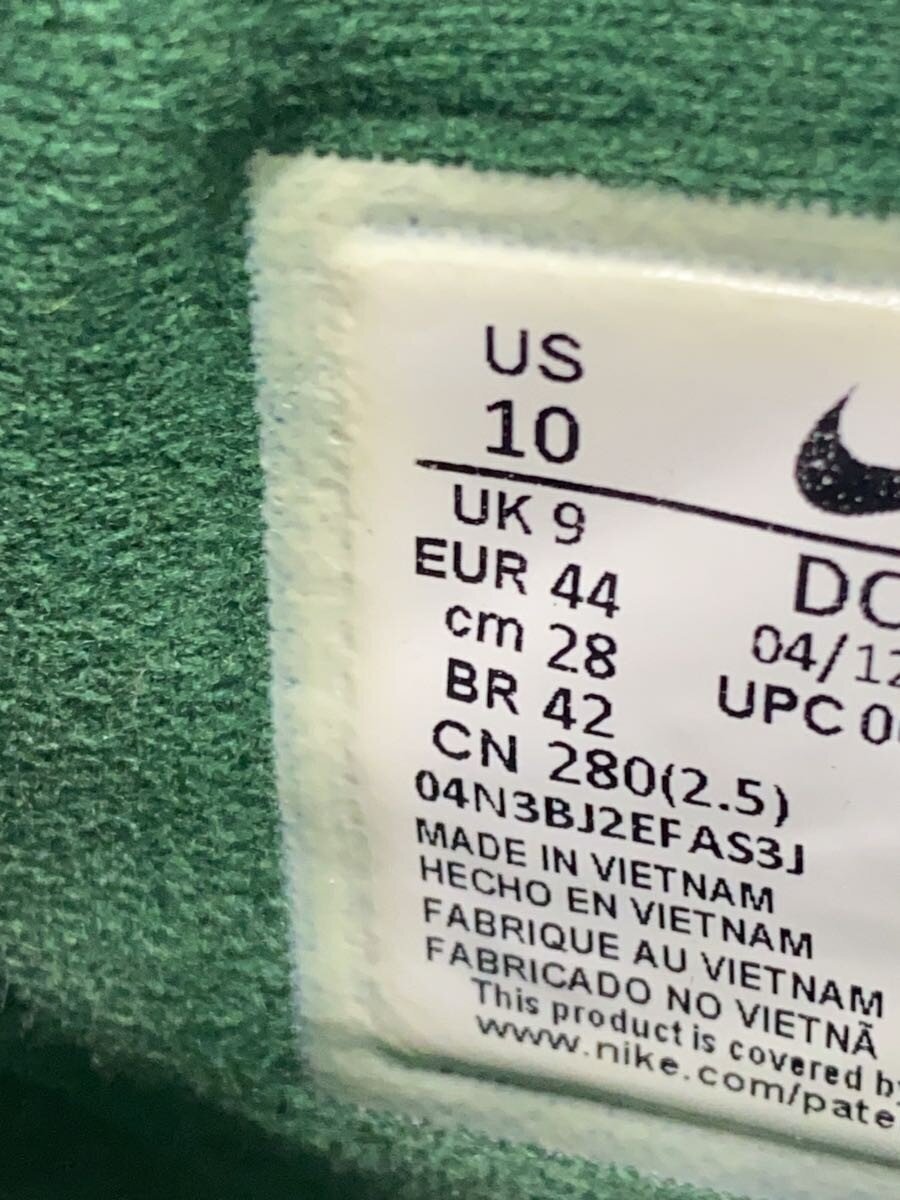 US
10
UK 9
EUR 44
cm 28
BR 42
CN 280(2.5)
04N3BJ2EFAS3J
MADE IN VIETNAM
HECHO EN VIETNAM
FABRIQUE AU VIETNAM
FABRICADO NO VIETNÃ
This product is covered by
www.nike.com/pate
DC
04/12
UPC 0